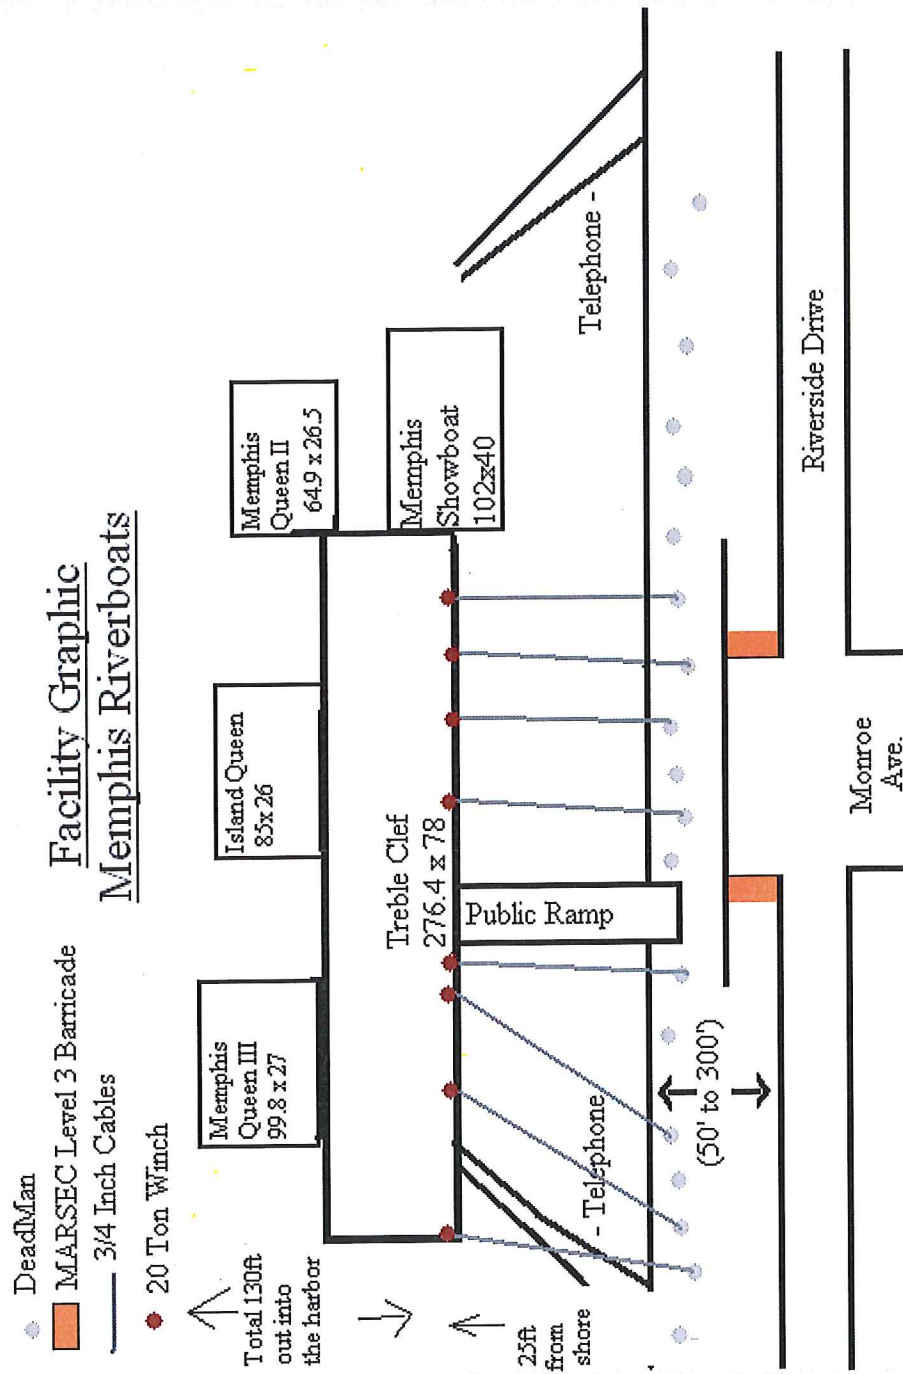 Facility Graphic
Memphis Riverboats
DeadMan
MARSEC Level 3 Barricade
3/4 Inch Cables
20 Ton Winch
Total 130ft
out into
the harbor
25ft
from
shore
Memphis
Queen III
99.8 x 27
Island Queen
85x 26
Memphis
Queen II
64.9 x 26.5
Memphis
Showboat
102x40
Treble Clef
276.4 x 78
Public Ramp
- Telephone
Telephone -
(50' to 300')
Riverside Drive
Monroe
Ave.